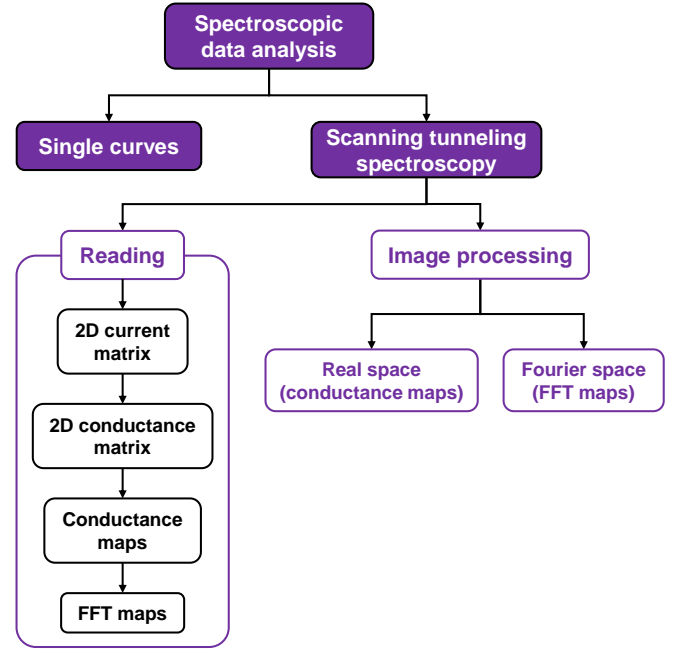 Spectroscopic
data analysis
Single curves
Scanning tunneling
spectroscopy
Reading
Image processing
2D current
matrix
2D conductance
matrix
Conductance
maps
FFT maps
Real space
(conductance maps)
Fourier space
(FFT maps)